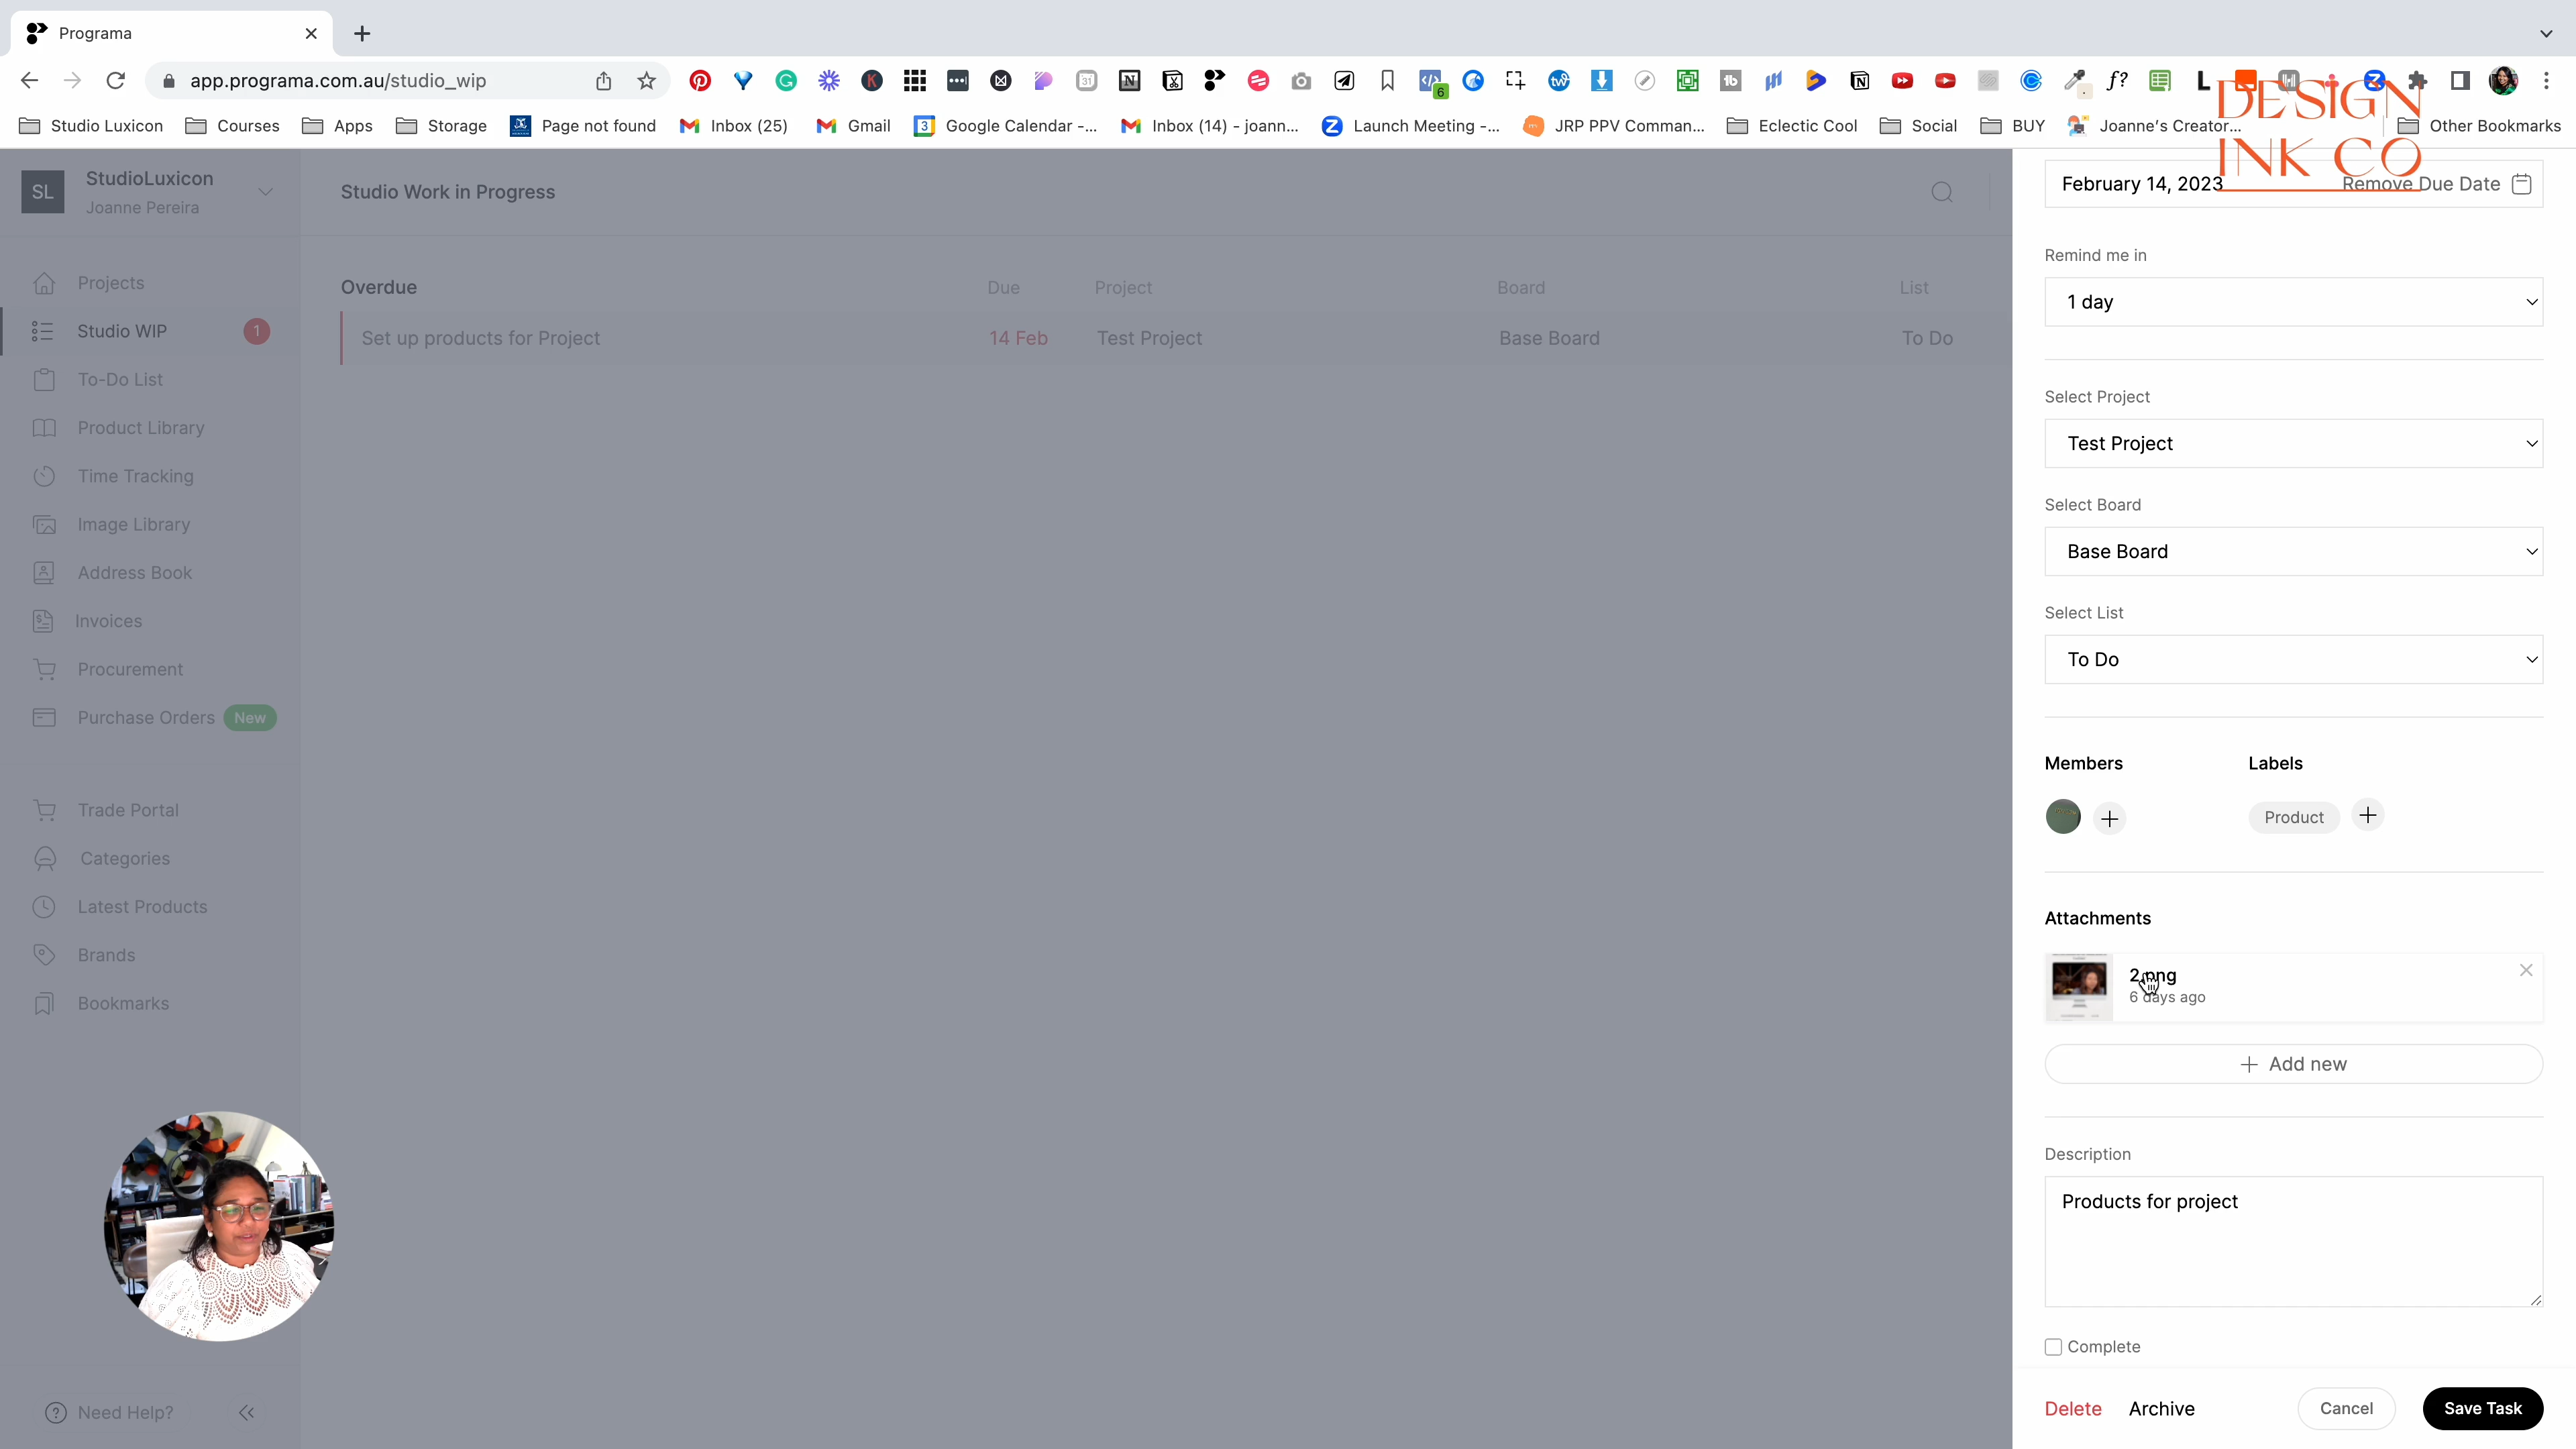 Programa
app.programa.com.au/studio_wip
Studio Luxicon
Courses
Apps
Storage
Page not found
Inbox (25)
Gmail
Google Calendar -...
Inbox (14) - joann...
Launch Meeting -...
JRP PPV Comman...
Eclectic Cool
Social
BUY
Joanne's Creator...
Other Bookmarks
DESIGN
INK CO
SL
StudioLuxicon
Joanne Pereira
Projects
Studio WIP 1
To-Do List
Product Library
Time Tracking
Image Library
Address Book
Invoices
Procurement
Purchase Orders New
Trade Portal
Categories
Latest Products
Brands
Bookmarks
Need Help?
Studio Work in Progress
Overdue Due Project Board List
Set up products for Project 14 Feb Test Project Base Board To Do
February 14, 2023 Remove Due Date
Remind me in
1 day
Select Project
Test Project
Select Board
Base Board
Select List
To Do
Members Labels
Product
Attachments
2.png
6 days ago
Add new
Description
Products for project
Complete
Delete Archive Cancel Save Task